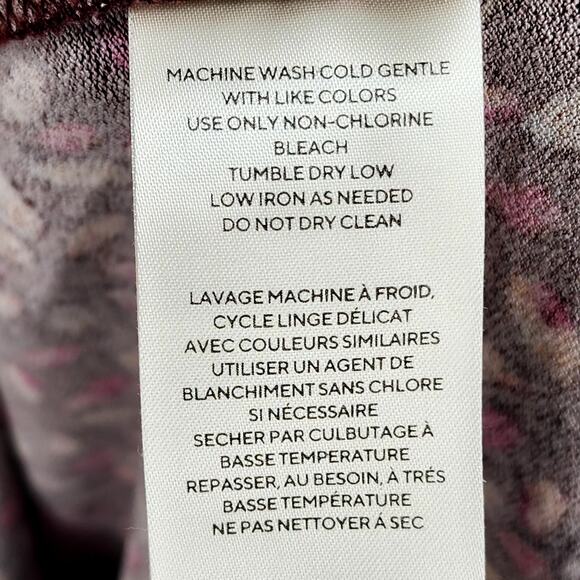 MACHINE WASH COLD GENTLE
WITH LIKE COLORS
USE ONLY NON-CHLORINE
BLEACH
TUMBLE DRY LOW
LOW IRON AS NEEDED
DO NOT DRY CLEAN
LAVAGE MACHINE À FROID,
CYCLE LINGE DÉLICAT
AVEC COULEURS SIMILAIRES
UTILISER UN AGENT DE
BLANCHIMENT SANS CHLORE
SI NÉCESSAIRE
SECHER PAR CULBUTAGE À
BASSE TEMPERATURE
REPASSER, AU BESOIN, À TRÉS
BASSE TEMPÉRATURE
NE PAS NETTOYER Á SEC